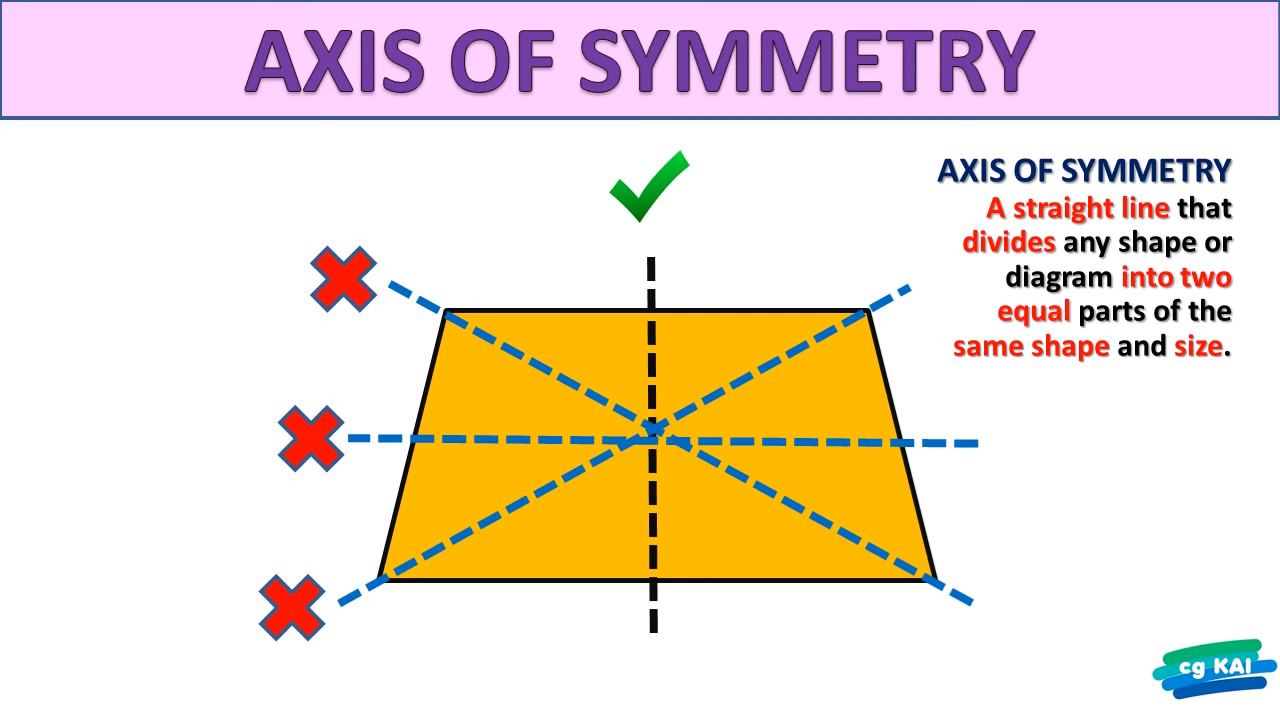 AXIS OF SYMMETRY
AXIS OF SYMMETRY
A straight line that
divides any shape or
diagram into two
equal parts of the
same shape and size.
cg KAI